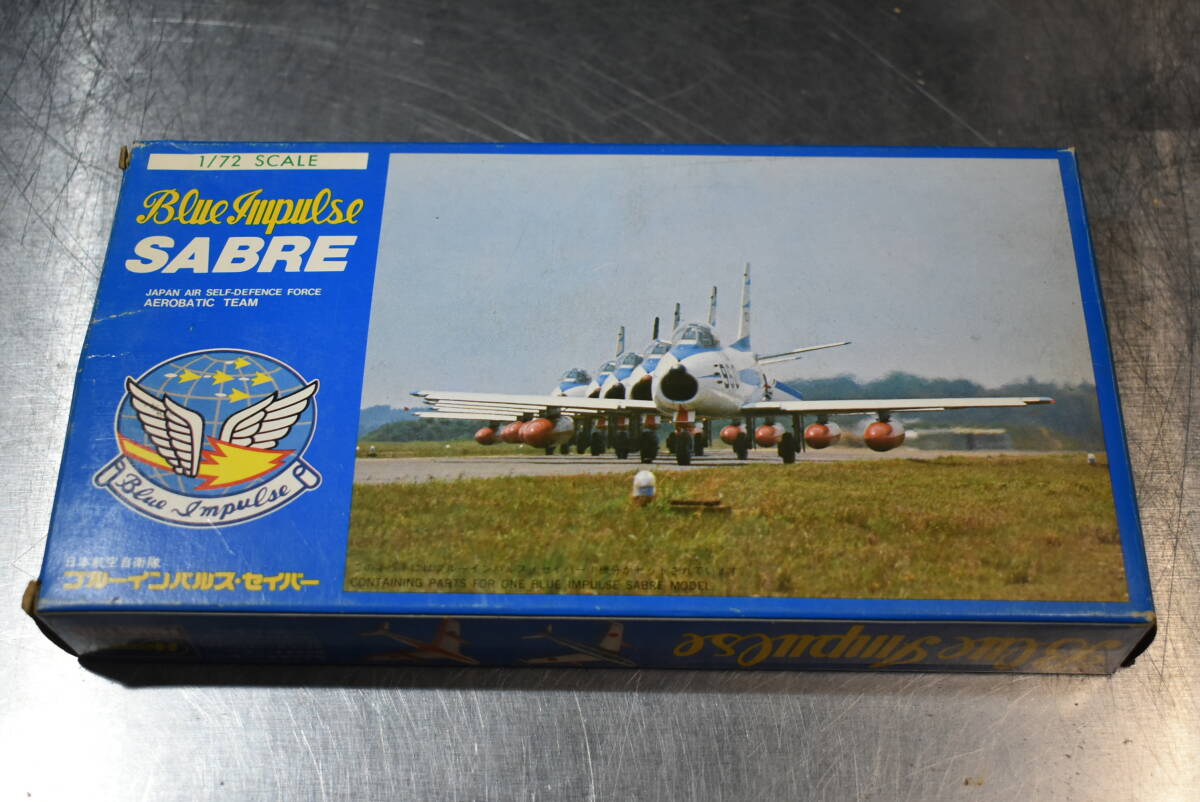 1/72 SCALE
Blue Impulse
SABRE
JAPAN AIR SELF-DEFENCE FORCE
AEROBATIC TEAM
Blue Impulse
日本航空自衛隊
ブルーインパルス・セイバー
CONTAINING PARTS FOR ONE BLUE IMPULSE SABRE MODEL
Blue Impulse